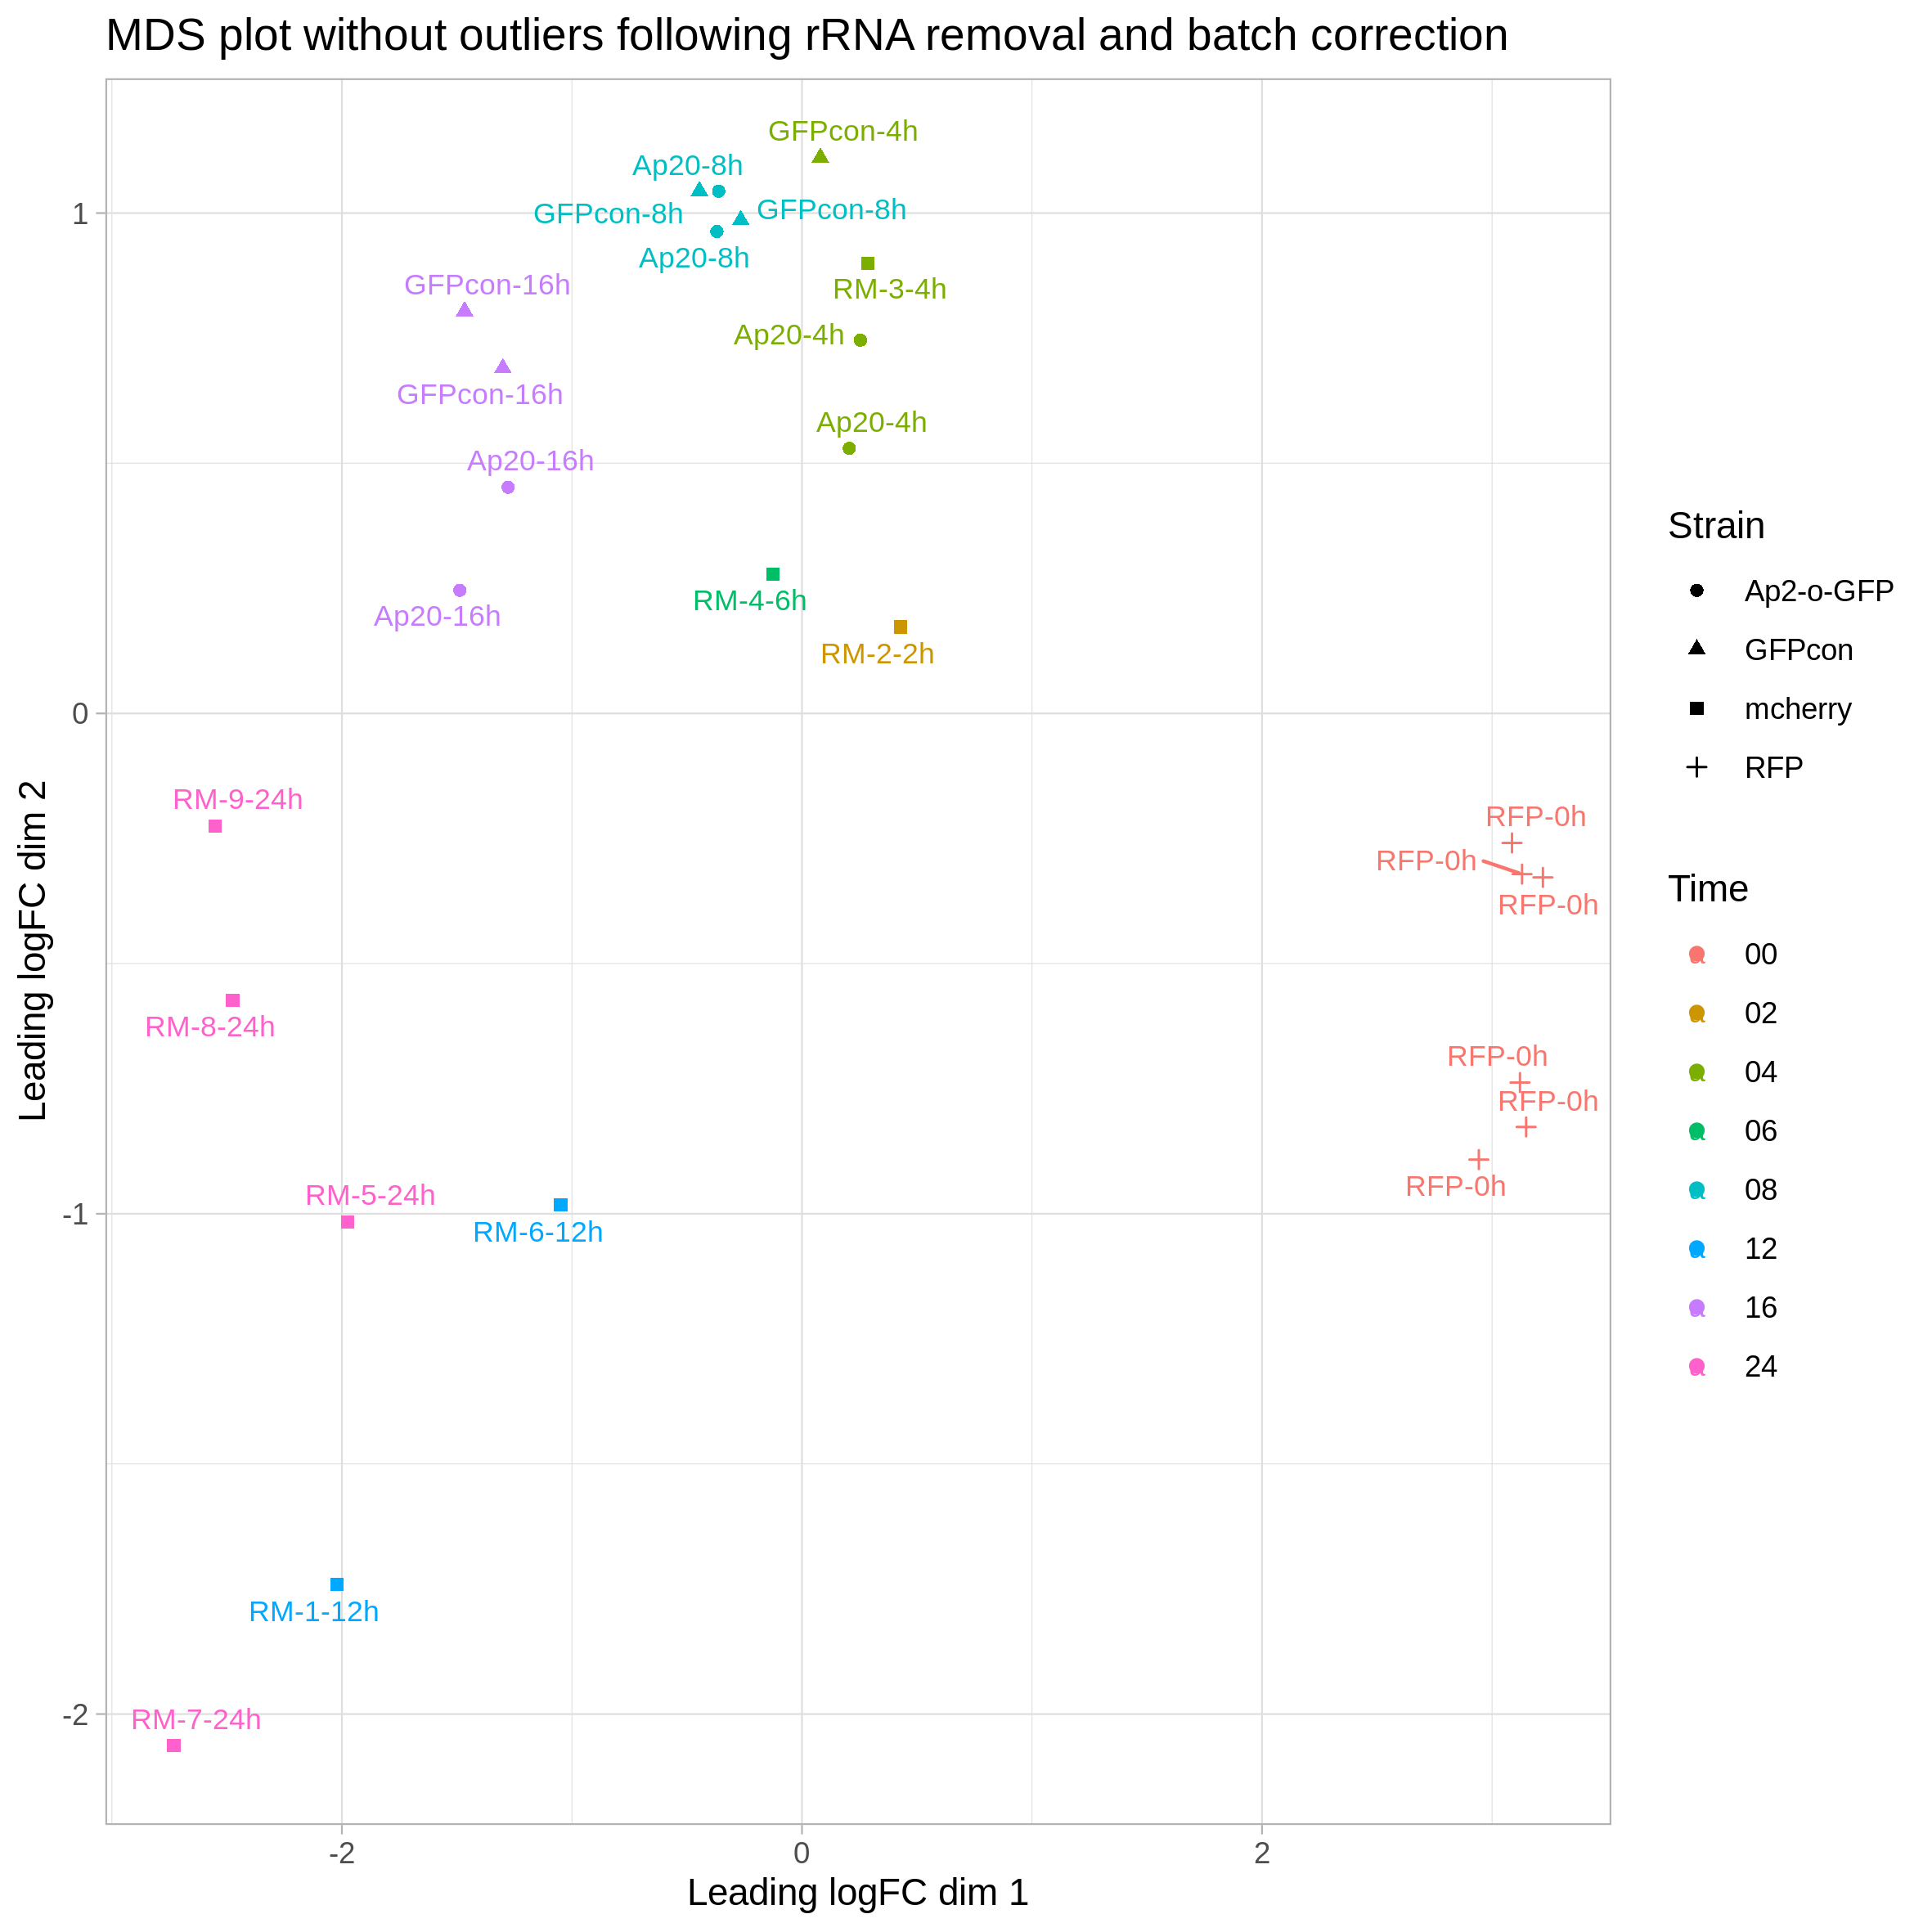 MDS plot without outliers following rRNA removal and batch correction
GFPcon-4h
Ap20-8h
GFPcon-8h
GFPcon-8h
Ap20-8h
GFPcon-16h
RM-3-4h
Ap20-4h
GFPcon-16h
Ap20-4h
Ap20-16h
RM-4-6h
Ap20-16h
RM-2-2h
RM-9-24h
RFP-0h
RFP-0h
RFP-0h
RM-8-24h
RFP-0h
RFP-0h
RFP-0h
RM-5-24h
RM-6-12h
RM-1-12h
RM-7-24h
1
0
-1
-2
Leading logFC dim 2
-2
0
2
Leading logFC dim 1
Strain
Ap2-o-GFP
GFPcon
mcherry
RFP
Time
00
02
04
06
08
12
16
24